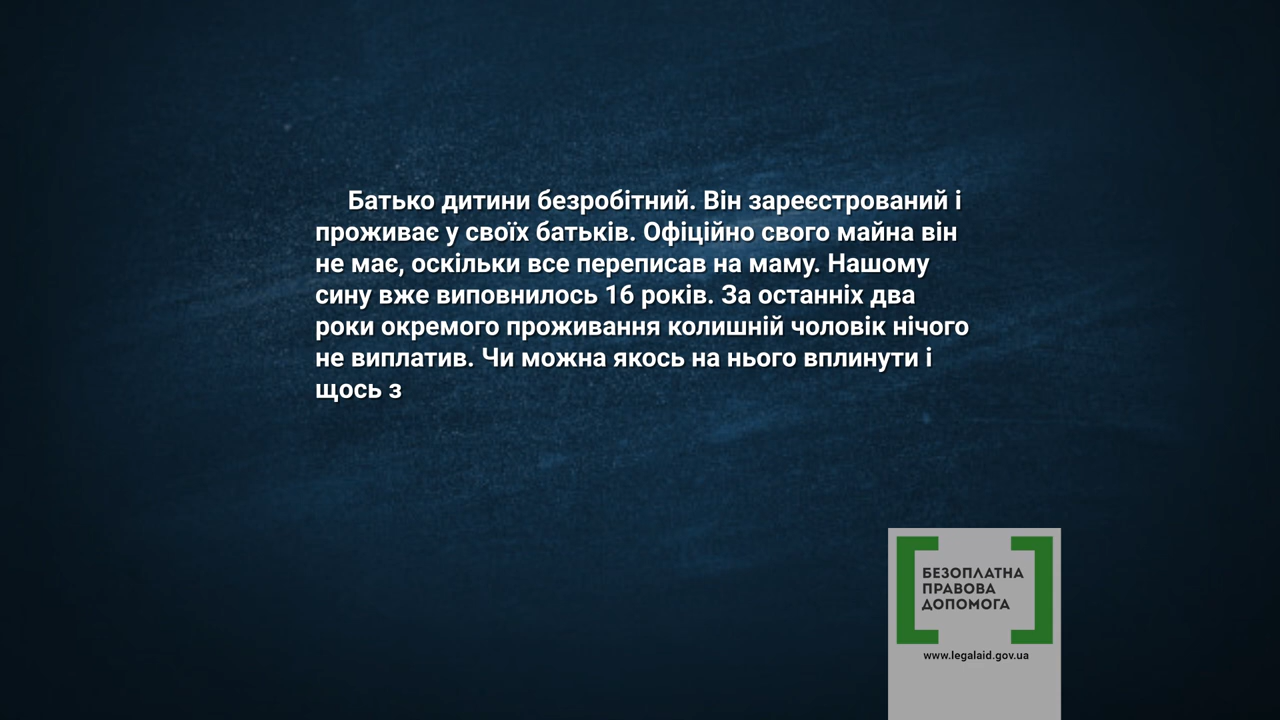 Батько дитини безробітний. Він зареєстрований і
проживає у своїх батьків. Офіційно свого майна він
не має, оскільки все переписав на маму. Нашому
сину вже виповнилось 16 років. За останніх два
роки окремого проживання колишній чоловік нічого
не виплатив. Чи можна якось на нього вплинути і
щось з
БЕЗОПЛАТНА
ПРАВОВА
ДОПОМОГА
www.legalaid.gov.ua